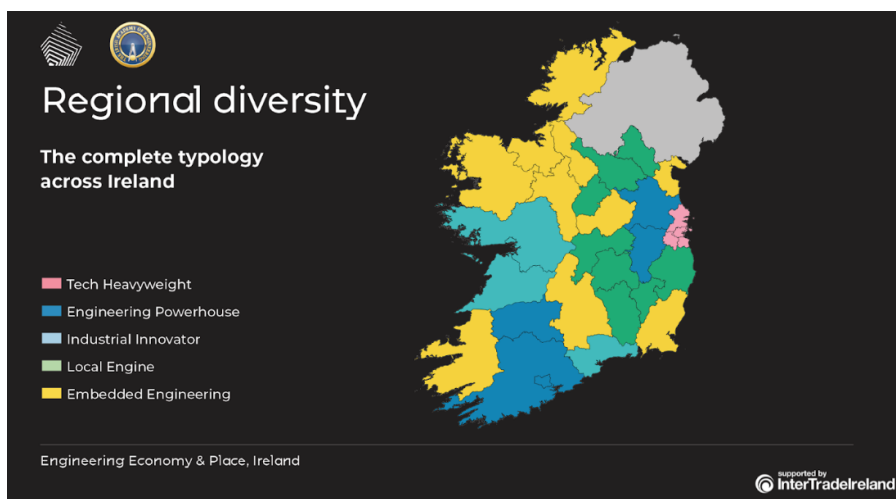 Regional diversity
The complete typology
across Ireland
Tech Heavyweight
Engineering Powerhouse
Industrial Innovator
Local Engine
Embedded Engineering
Engineering Economy & Place, Ireland
supported by
InterTradeIreland